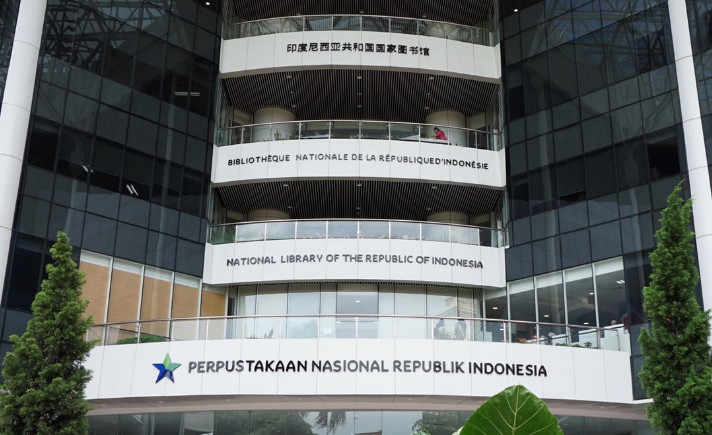 印度尼西亚共和国国家图书馆
BIBLIOTHÈQUE NATIONALE DE LA RÉPUBLIQUE D'INDONÉSIE
NATIONAL LIBRARY OF THE REPUBLIC OF INDONESIA
PERPUSTAKAAN NASIONAL REPUBLIK INDONESIA